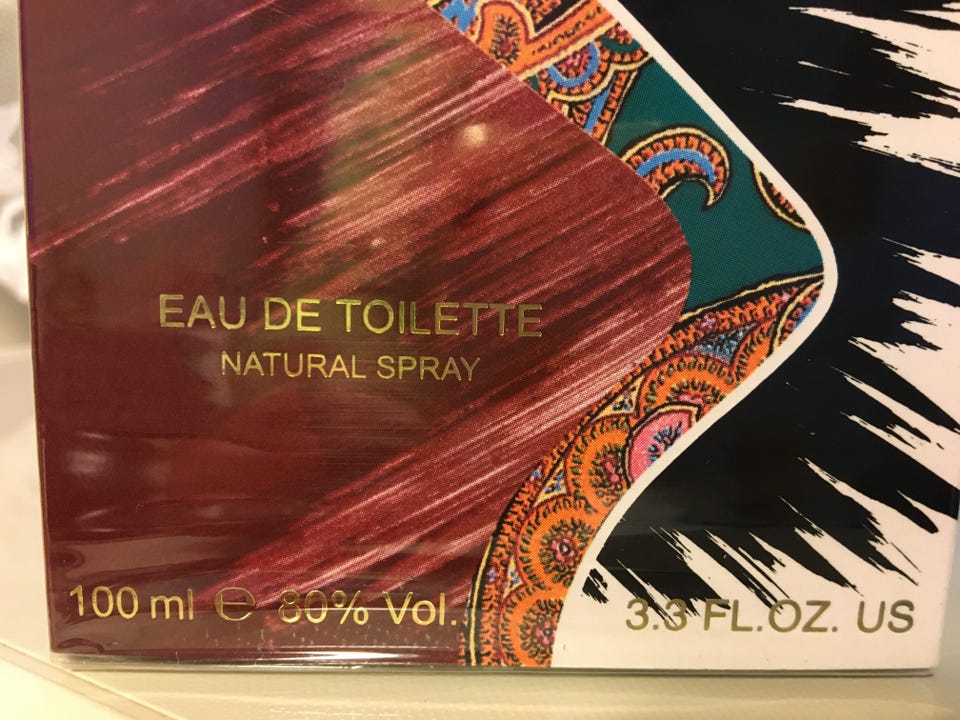 EAU DE TOILETTE
NATURAL SPRAY
100 ml ℮ 80% Vol.
3.3 FL.OZ. US